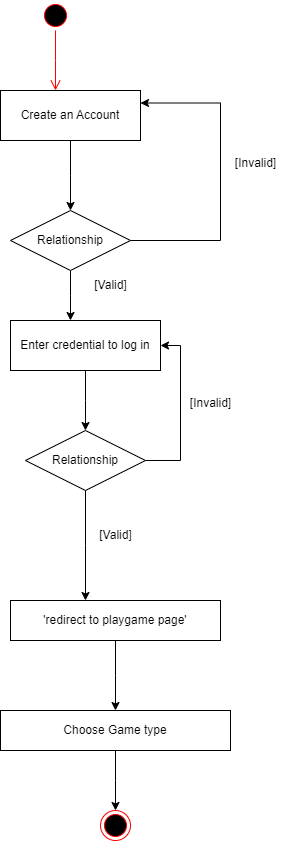 Create an Account
[Invalid]
Relationship
[Valid]
Enter credential to log in
[Invalid]
Relationship
[Valid]
'redirect to playgame page'
Choose Game type